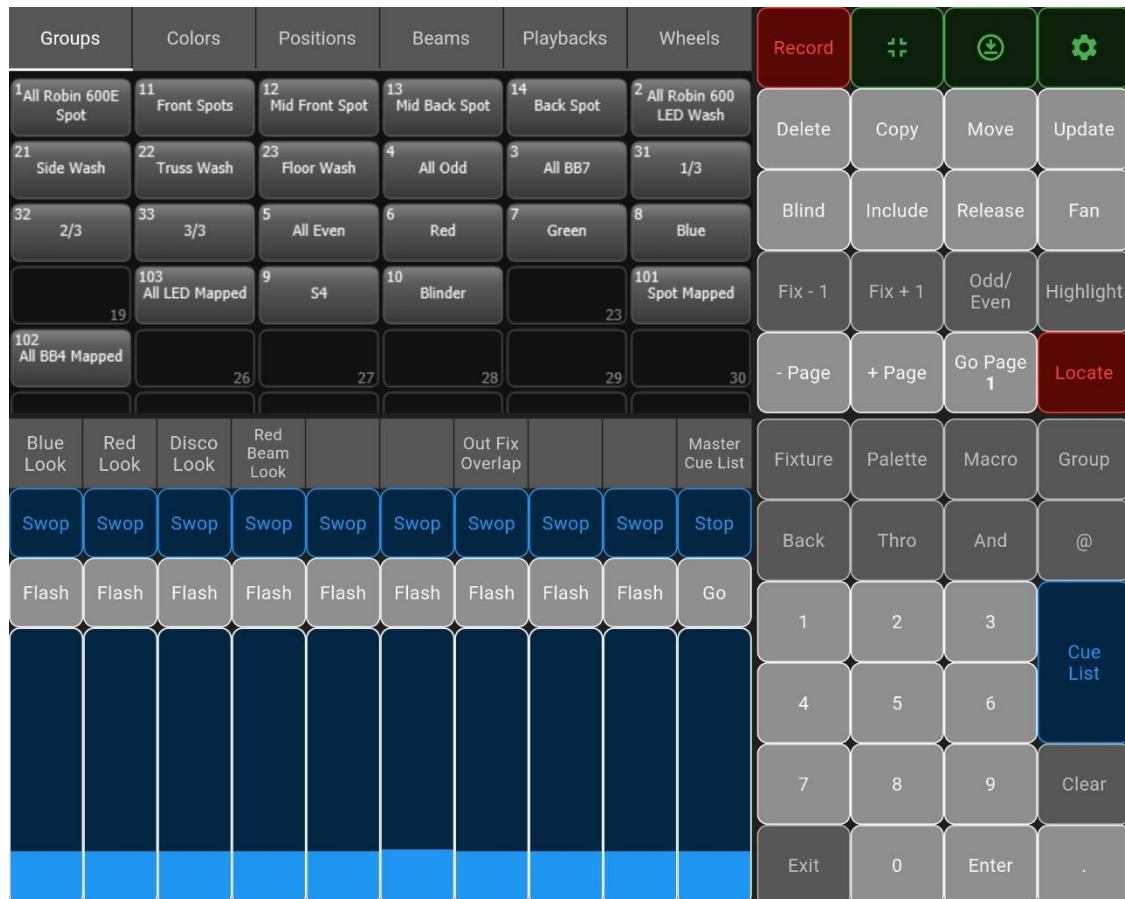 Groups Colors Positions Beams Playbacks Wheels
1 All Robin 600E Spot
11 Front Spots
12 Mid Front Spot
13 Mid Back Spot
14 Back Spot
2 All Robin 600 LED Wash
21 Side Wash
22 Truss Wash
23 Floor Wash
4 All Odd
3 All BB7
31 1/3
32 2/3
33 3/3
5 All Even
6 Red
7 Green
8 Blue
19
103 All LED Mapped
9 S4
10 Blinder
23
101 Spot Mapped
102 All BB4 Mapped
26
27
28
29
30
Blue Look
Red Look
Disco Look
Red Beam Look
Out Fix Overlap
Master Cue List
Swop Swop Swop Swop Swop Swop Swop Swop Swop Stop
Flash Flash Flash Flash Flash Flash Flash Flash Flash Go
Record
Delete Copy Move Update
Blind Include Release Fan
Fix - 1 Fix + 1 Odd/ Even Highlight
- Page + Page Go Page 1 Locate
Fixture Palette Macro Group
Back Thro And @
1 2 3
Cue List
4 5 6
7 8 9 Clear
Exit 0 Enter .